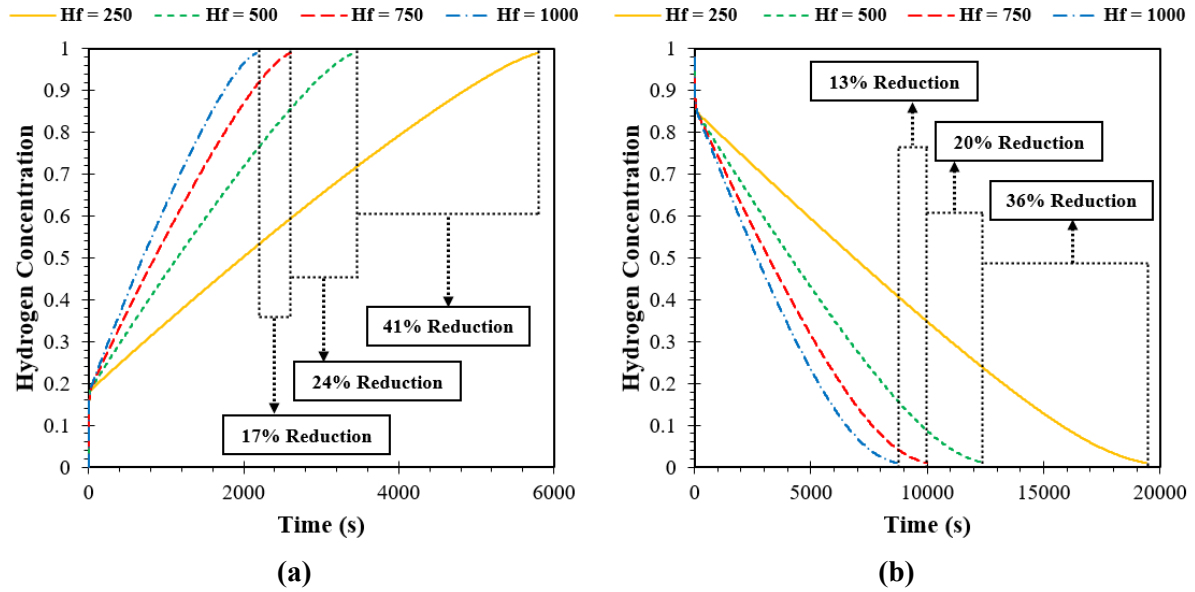 Hf = 250 Hf = 500 Hf = 750 Hf = 1000
1
0.9
0.8
0.7
0.6
0.5
0.4
0.3
0.2
0.1
0
Hydrogen Concentration
41% Reduction
24% Reduction
17% Reduction
0 2000 4000 6000
Time (s)
(a)
Hf = 250 Hf = 500 Hf = 750 Hf = 1000
1
0.9
0.8
0.7
0.6
0.5
0.4
0.3
0.2
0.1
0
Hydrogen Concentration
13% Reduction
20% Reduction
36% Reduction
0 5000 10000 15000 20000
Time (s)
(b)